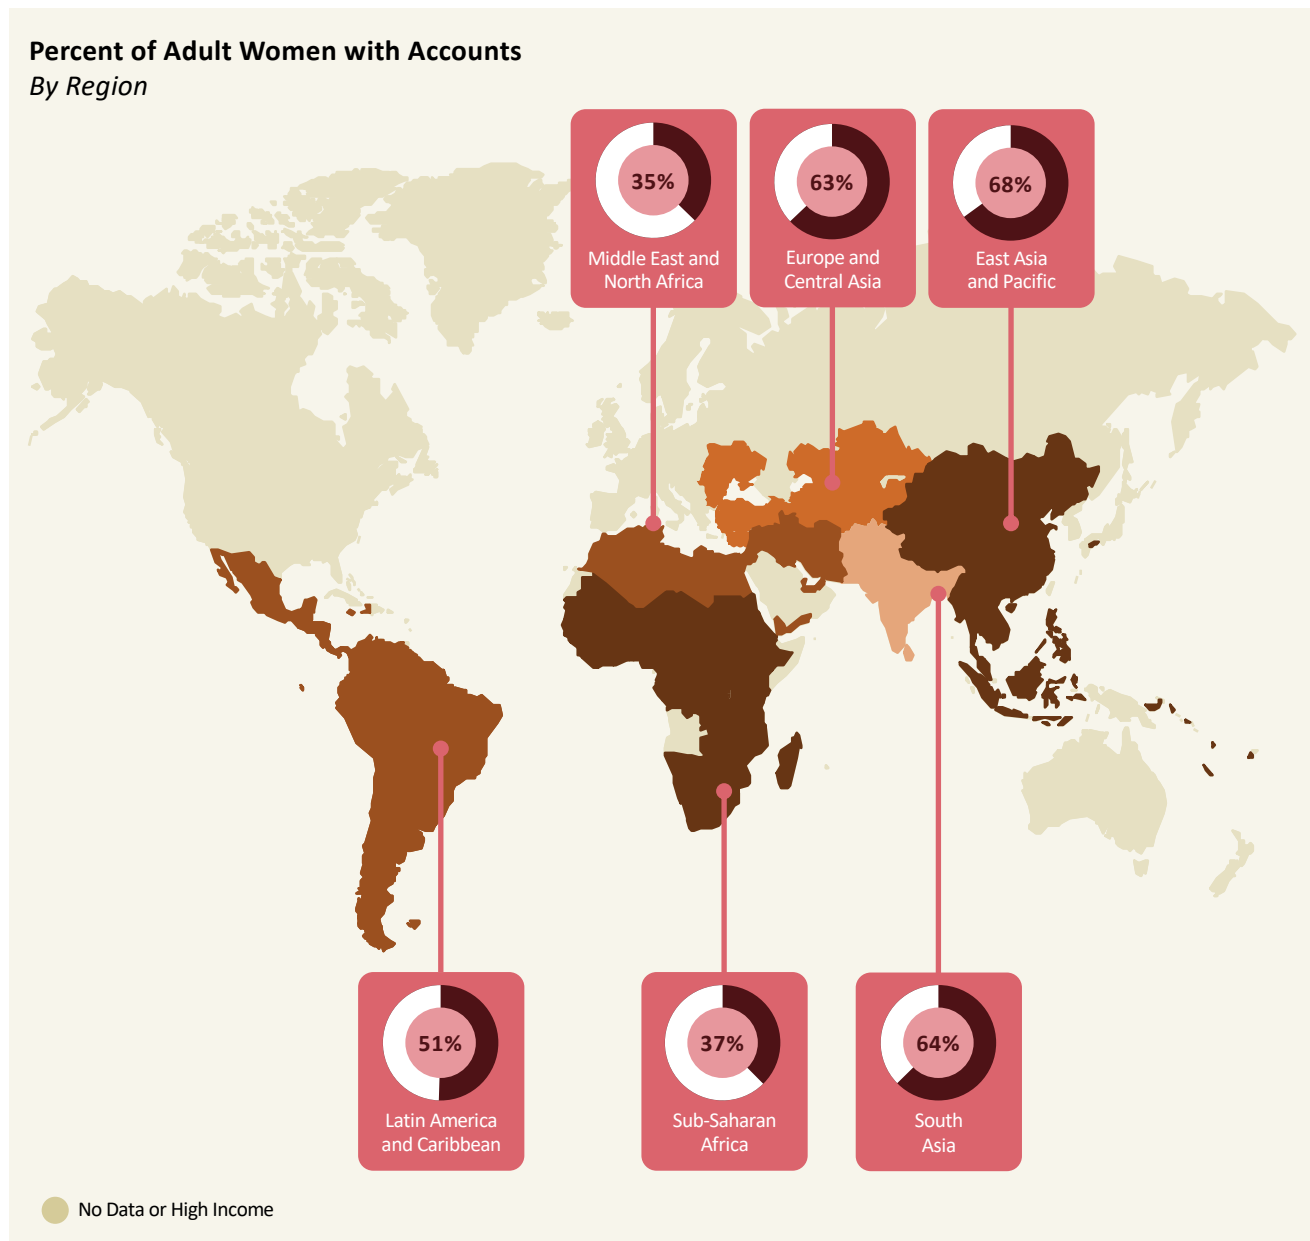 Percent of Adult Women with Accounts
By Region
35%
Middle East and
North Africa
63%
Europe and
Central Asia
68%
East Asia
and Pacific
51%
Latin America
and Caribbean
37%
Sub-Saharan
Africa
64%
South
Asia
No Data or High Income